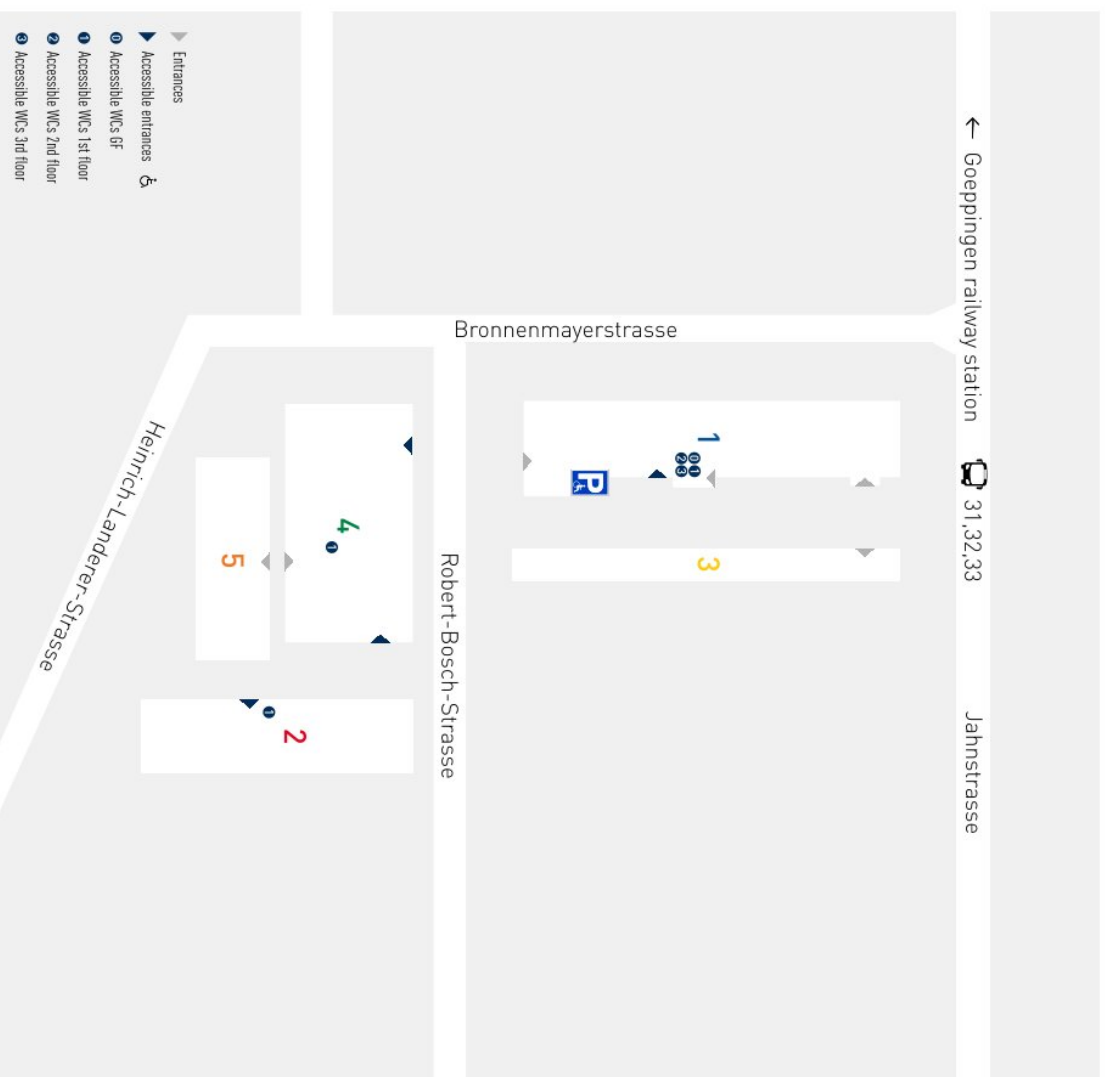 Entrances
Accessible entrances
0 Accessible WCs GF
1 Accessible WCs 1st floor
2 Accessible WCs 2nd floor
3 Accessible WCs 3rd floor
← Goeppingen railway station
31,32,33
Jahnstrasse
Bronnenmayerstrasse
1
0 1
2 3
P
3
Robert-Bosch-Strasse
4
1
5
2
1
Heinrich-Landerer-Strasse